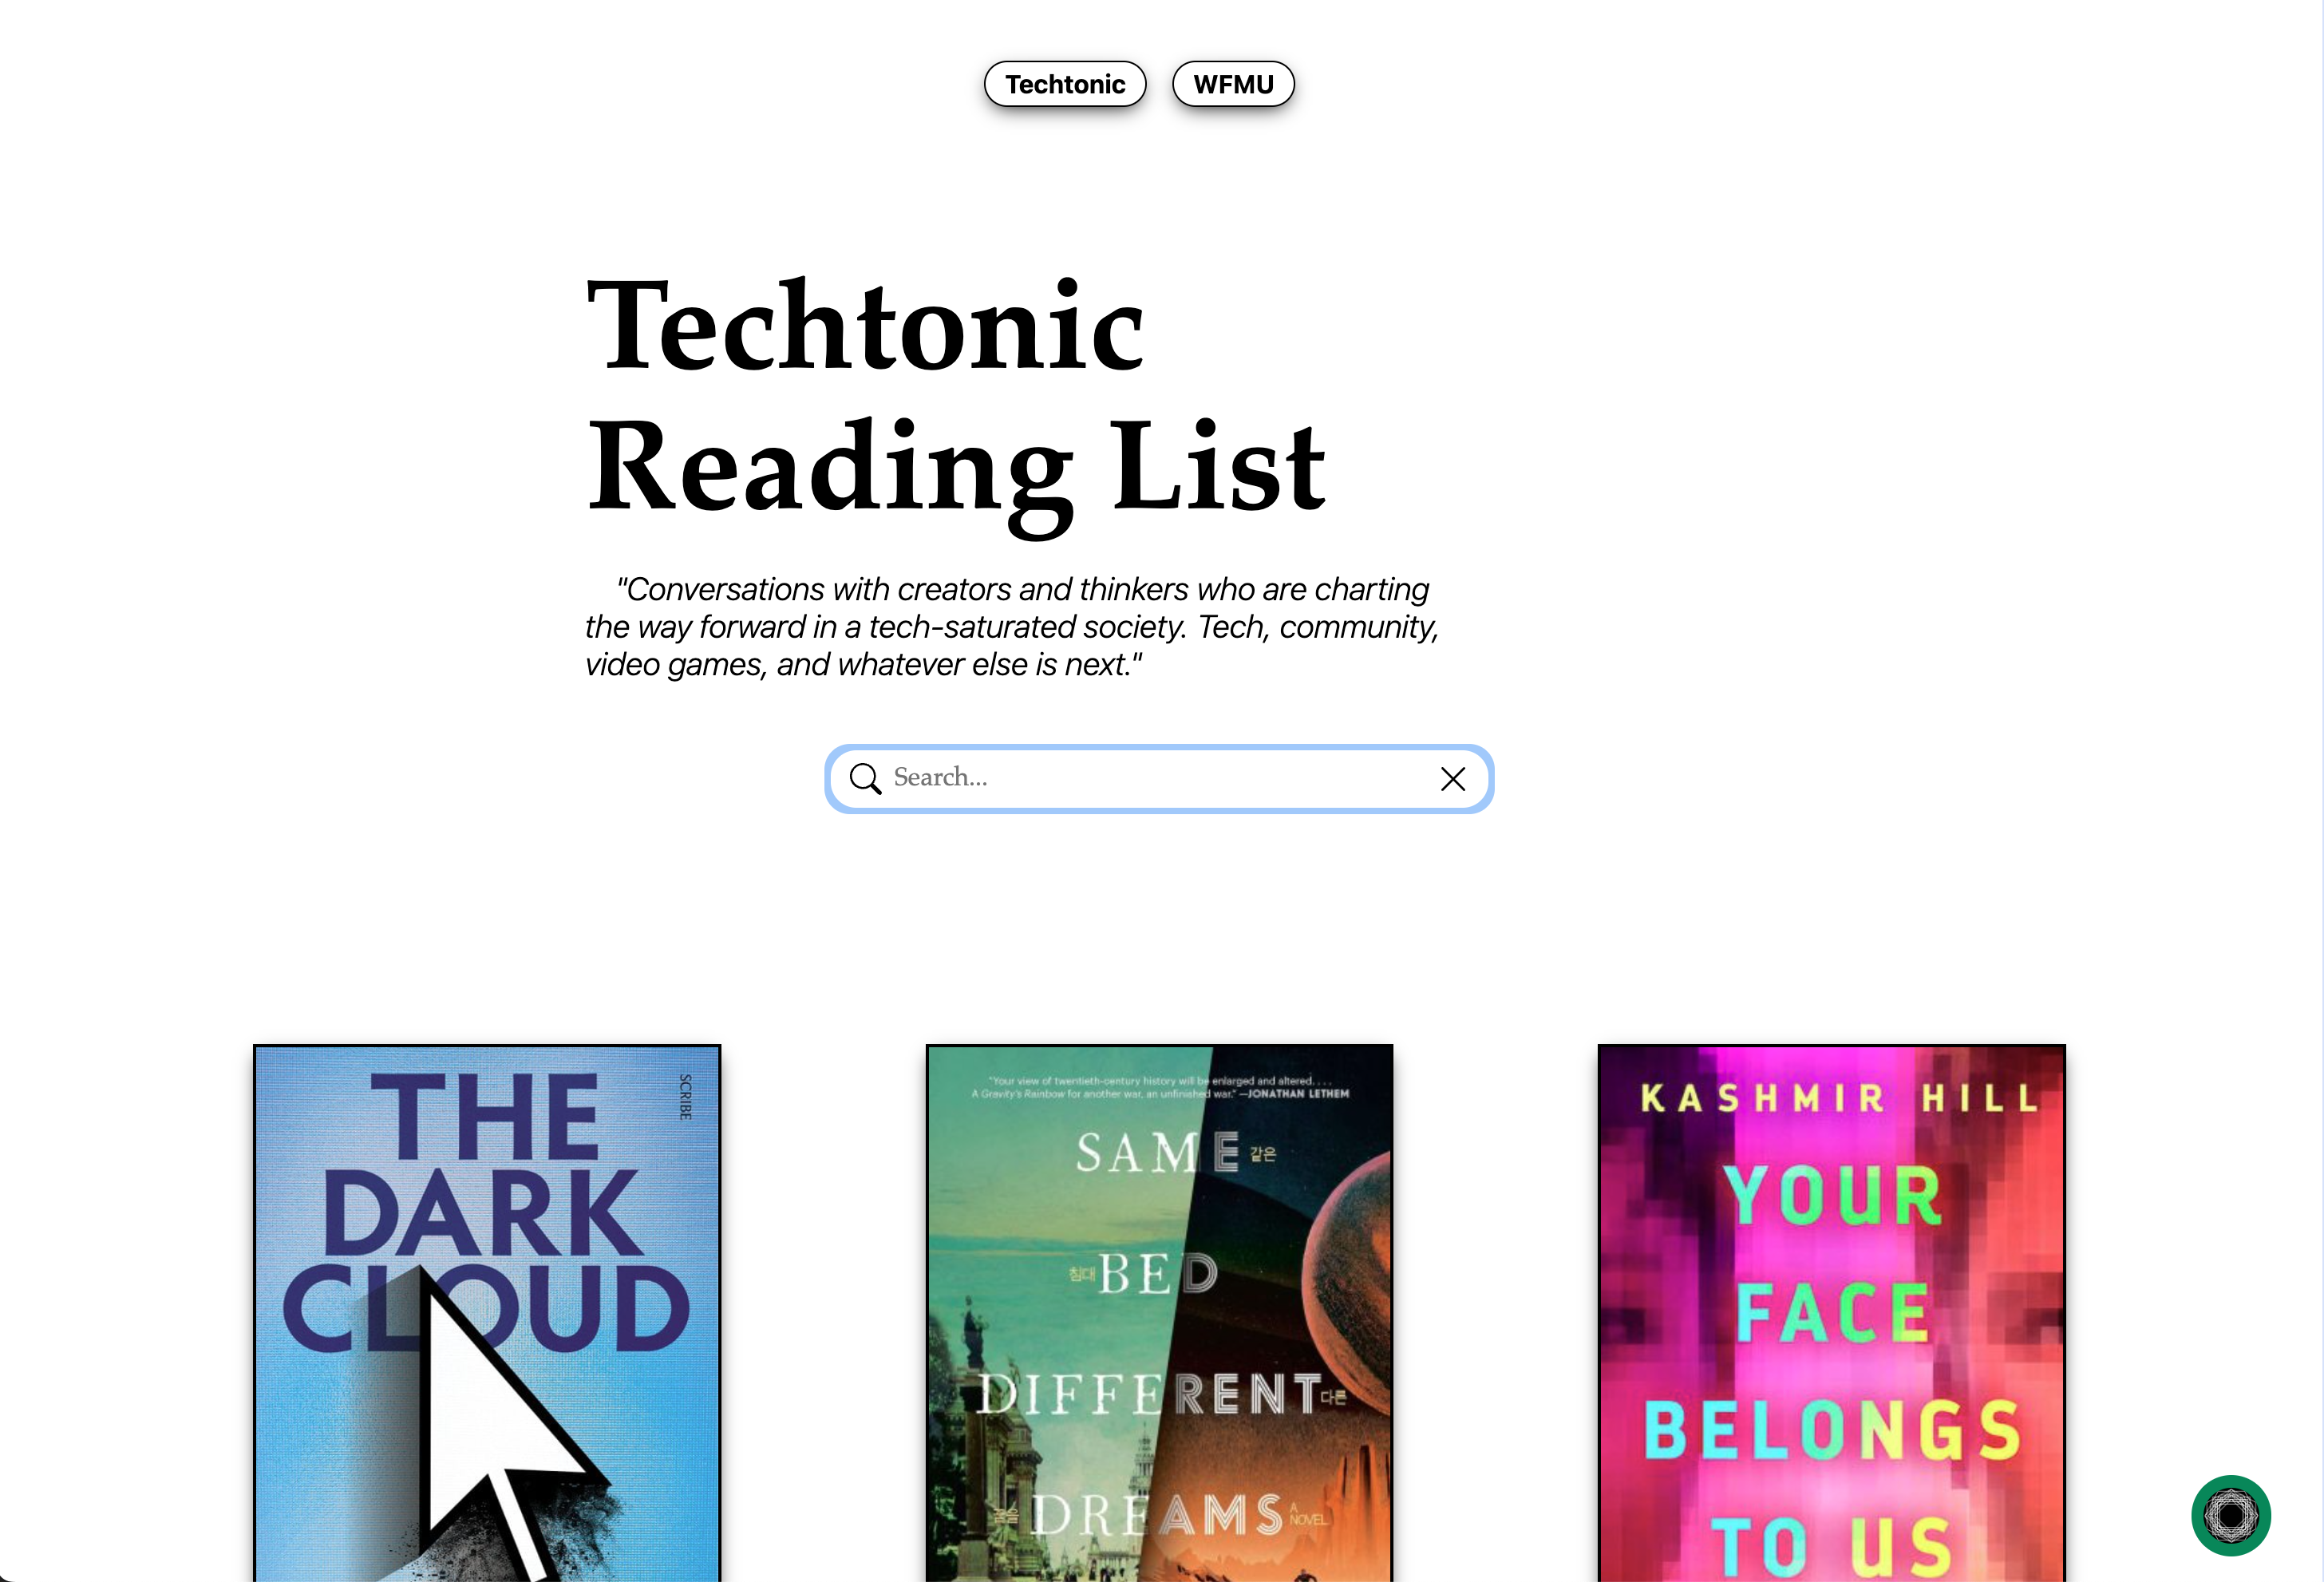 Techtonic
WFMU
Techtonic
Reading List
"Conversations with creators and thinkers who are charting
the way forward in a tech-saturated society. Tech, community,
video games, and whatever else is next."
Search...
SCRIBE
THE
DARK
CLOUD
"Your view of twentieth-century history will be enlarged and altered. . . .
A Gravity's Rainbow for another war, an unfinished war." —JONATHAN LETHEM
SAME 같은
침대 BED
DIFFERENT 다른
DREAMS A NOVEL
KASHMIR HILL
YOUR
FACE
BELONGS
TO US